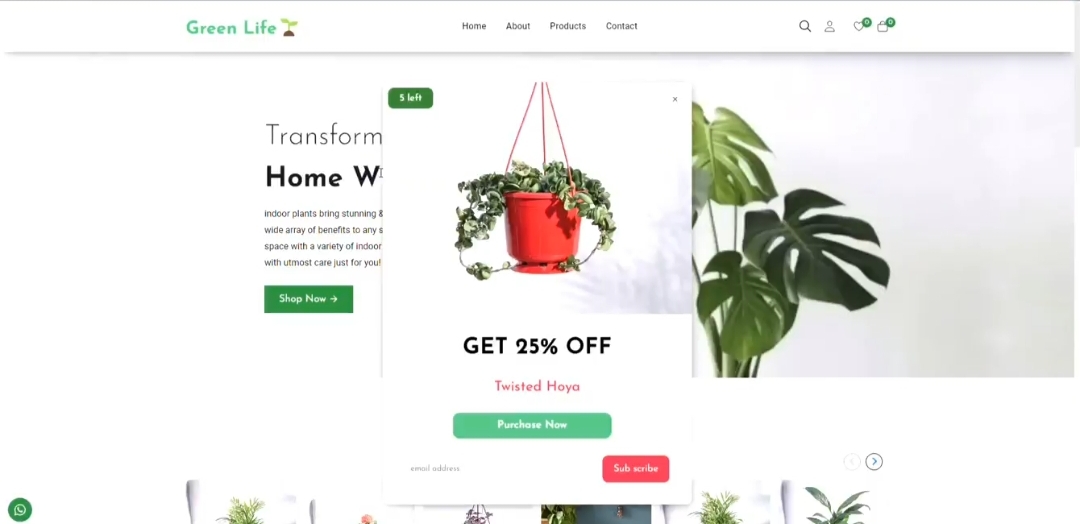 Green Life
Home About Products Contact
0 0
5 left
×
Transform
Home W
indoor plants bring stunning &
wide array of benefits to any s
space with a variety of indoor
with utmost care just for you!
Shop Now →
GET 25% OFF
Twisted Hoya
Purchase Now
email address
Sub scribe